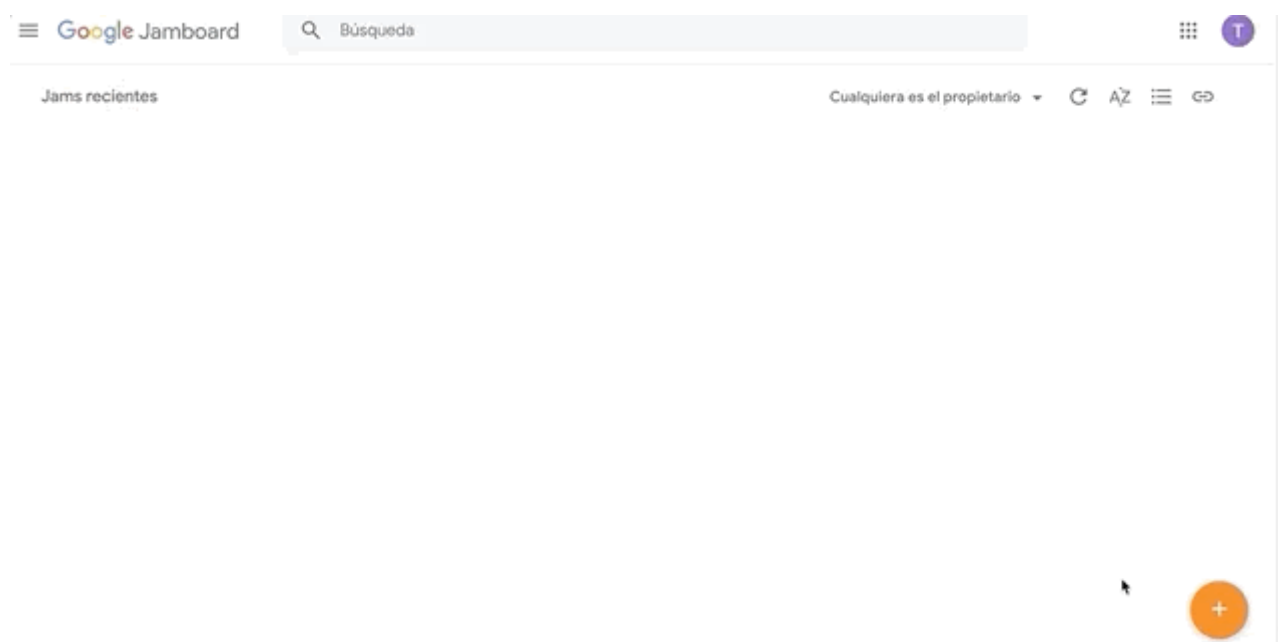 Google Jamboard
Búsqueda
T
Jams recientes
Cualquiera es el propietario
AZ